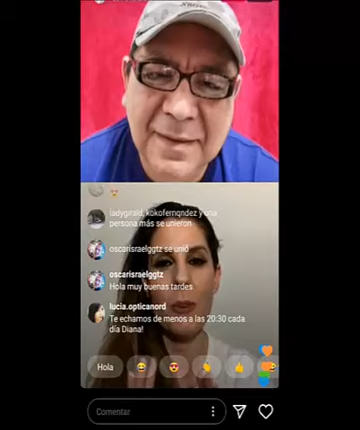 ladygirald, kokofernqndez y una
persona más se unieron
oscarisraelggtz se unió
oscarisraelggtz
Hola muy buenas tardes
lucia.opticanord
Te echamos de menos a las 20:30 cada
día Diana!
Hola
Comentar